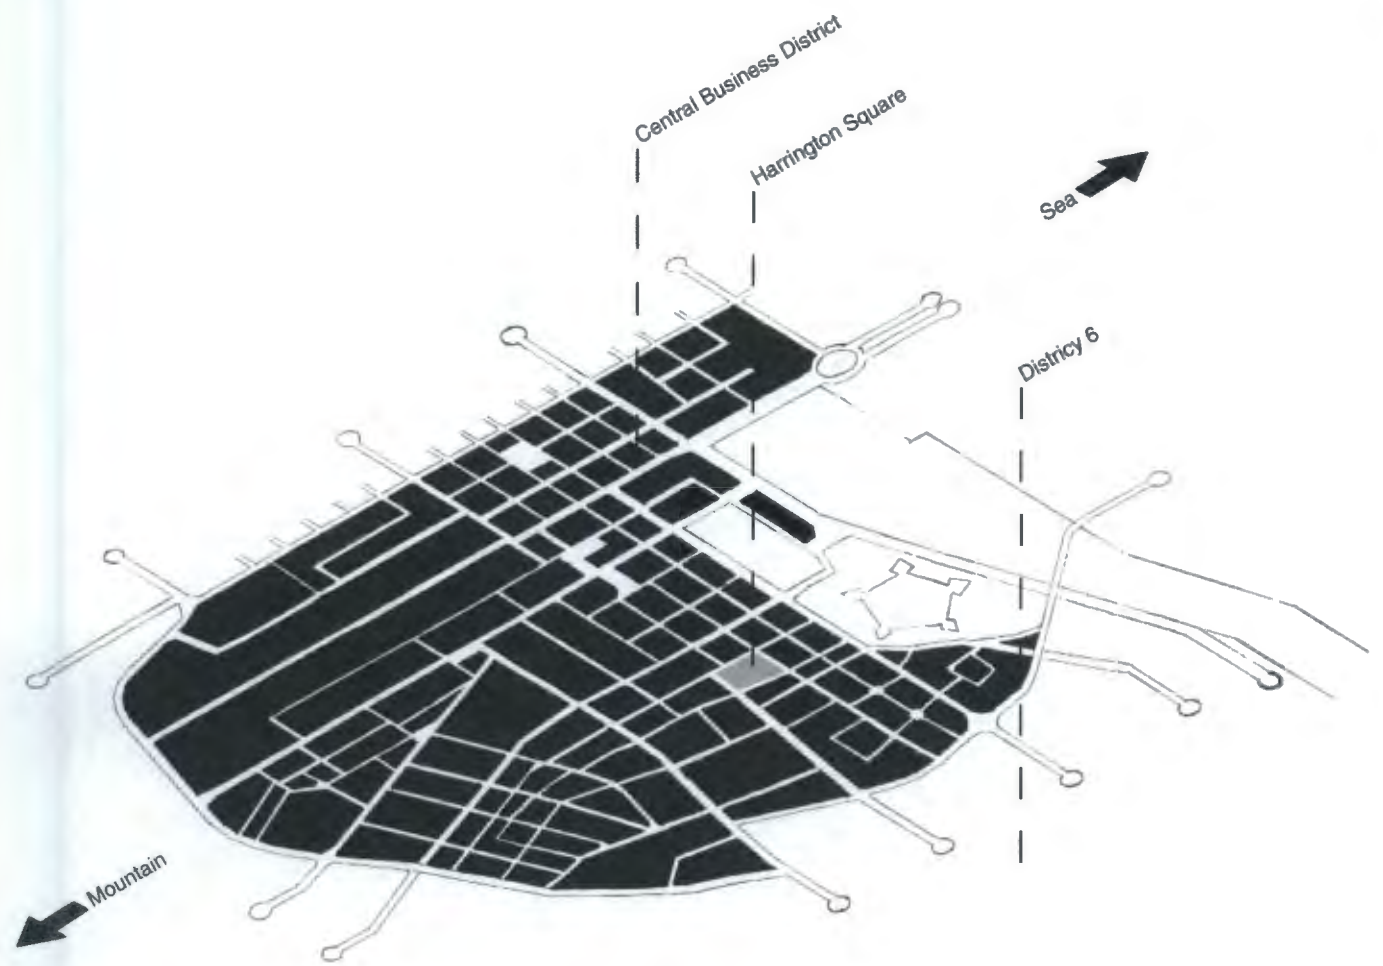 Central Business District
Harrington Square
Sea
Districy 6
Mountain